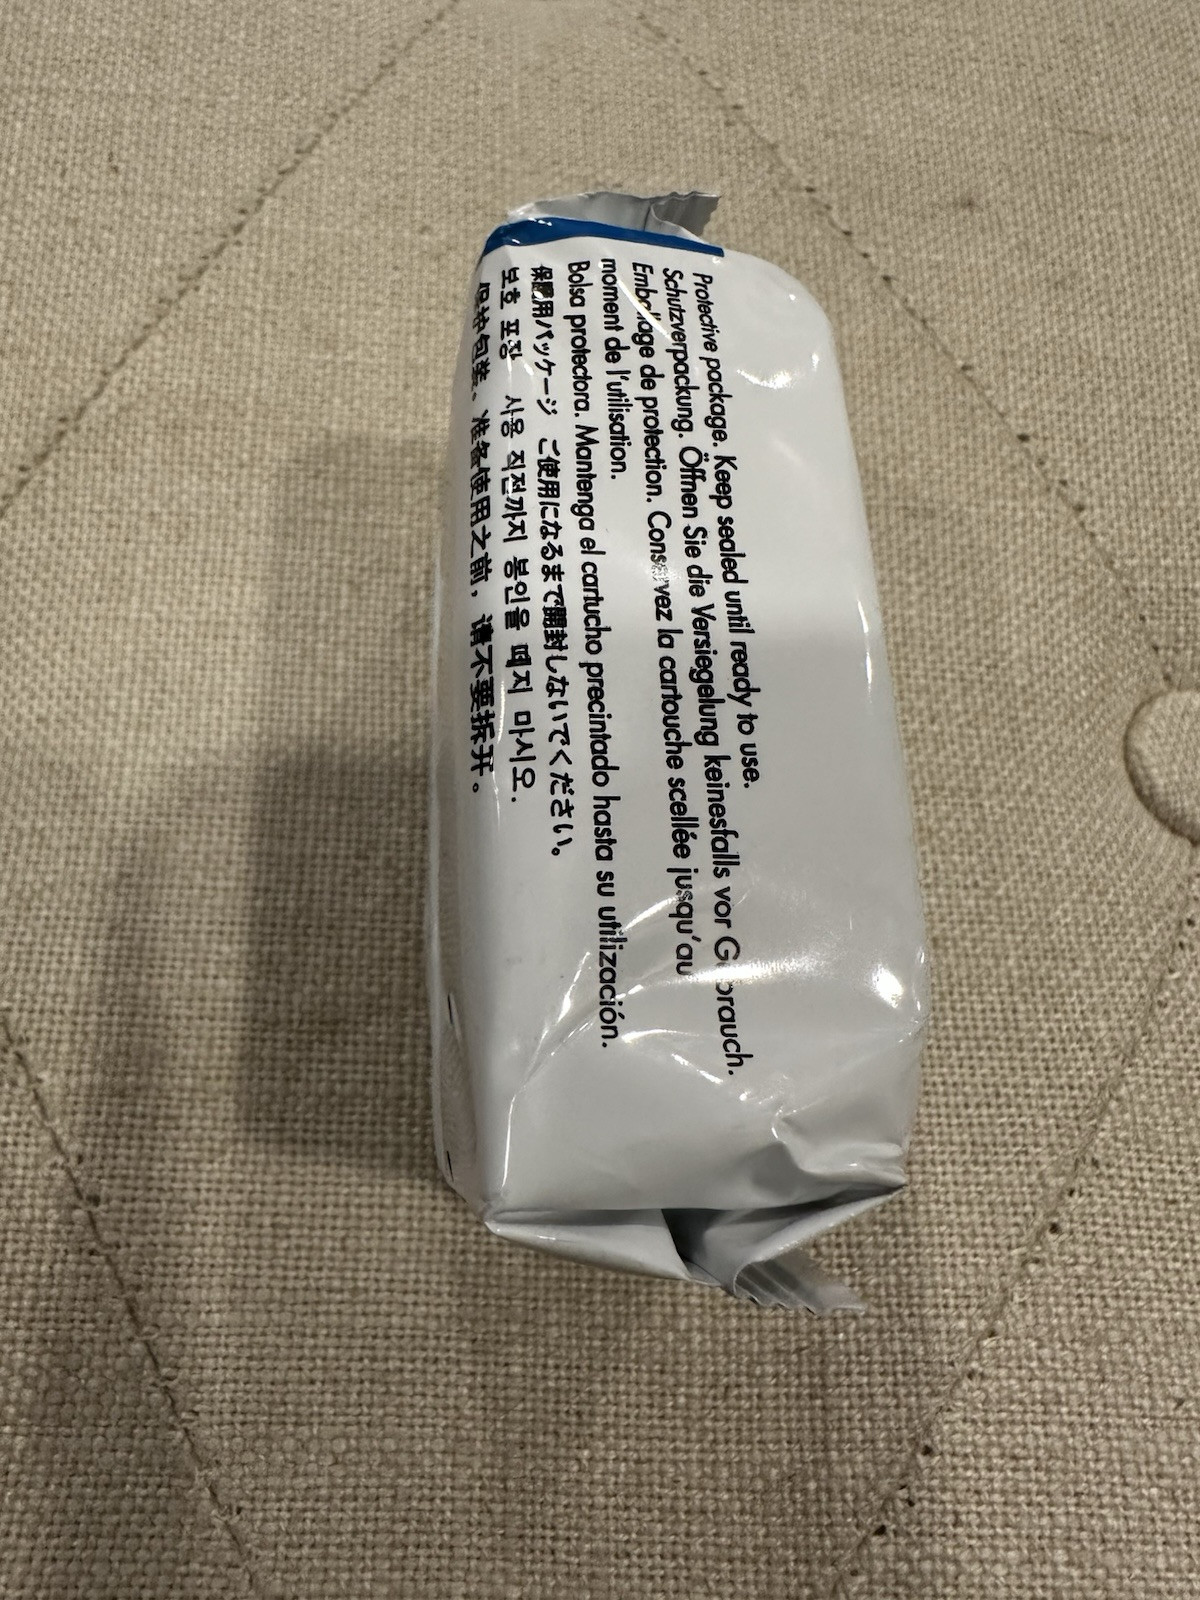 Protective package. Keep sealed until ready to use.
Schutzverpackung. Öffnen Sie die Versiegelung keinesfalls vor Gebrauch.
Emballage de protection. Conservez la cartouche scellée jusqu'au
moment de l'utilisation.
Bolsa protectora. Mantenga el cartucho precintado hasta su utilización.
保護用パッケージ ご使用になるまで開封しないでください。
보호 포장 사용 직전까지 봉인을 떼지 마시오.
保护包装。准备使用之前，请不要拆开。